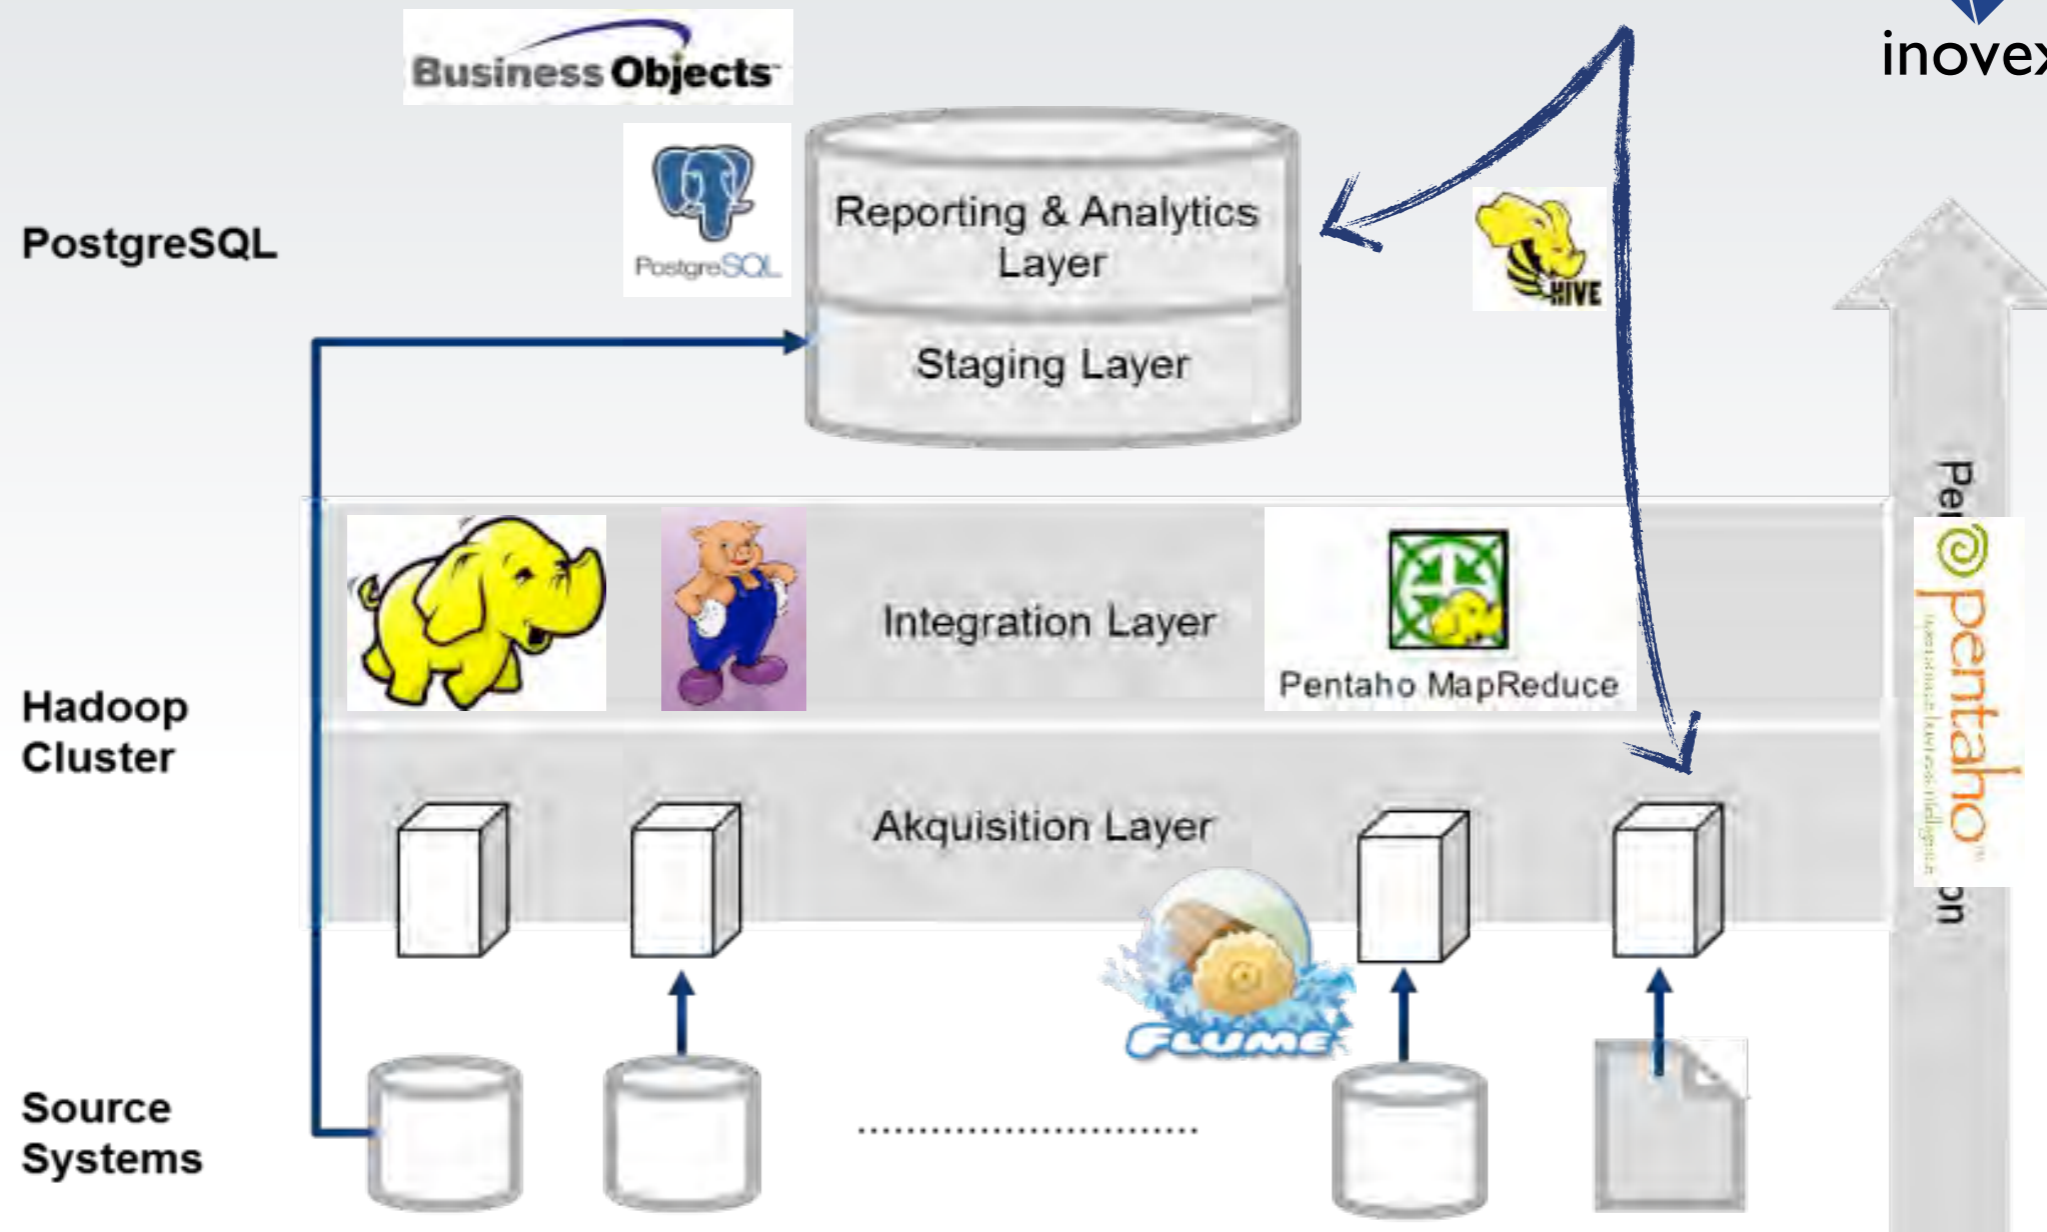 Business Objects
inovex
PostgreSQL
PostgreSQL
Reporting & Analytics
Layer
HIVE
Staging Layer
Integration Layer
Pentaho MapReduce
pentaho
Hadoop
Cluster
Akquisition Layer
FLUME
Source
Systems